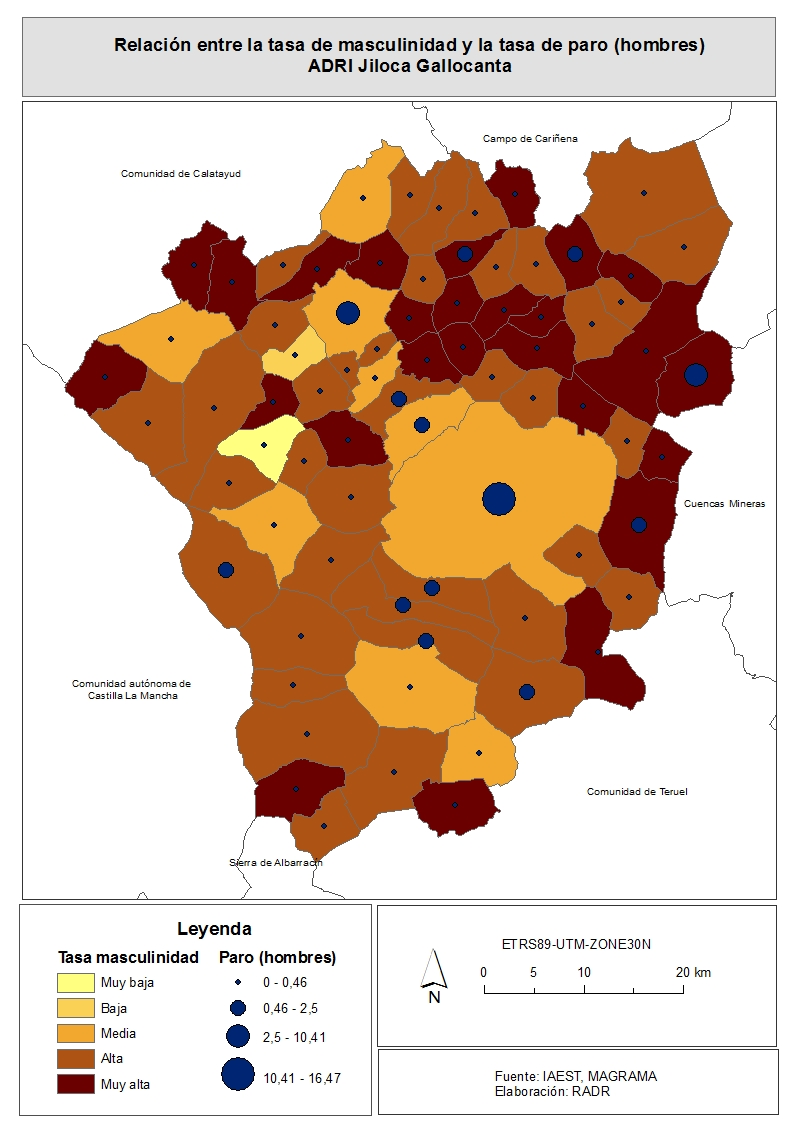 Relación entre la tasa de masculinidad y la tasa de paro (hombres)
ADRI Jiloca Gallocanta
Campo de Cariñena
Comunidad de Calatayud
Cuencas Mineras
Comunidad autónoma de
Castilla La Mancha
Comunidad de Teruel
Sierra de Albarracín
Leyenda
Tasa masculinidad
Paro (hombres)
Muy baja
0 - 0,46
Baja
0,46 - 2,5
Media
2,5 - 10,41
Alta
10,41 - 16,47
Muy alta
N
ETRS89-UTM-ZONE30N
0 5 10 20 km
Fuente: IAEST, MAGRAMA
Elaboración: RADR